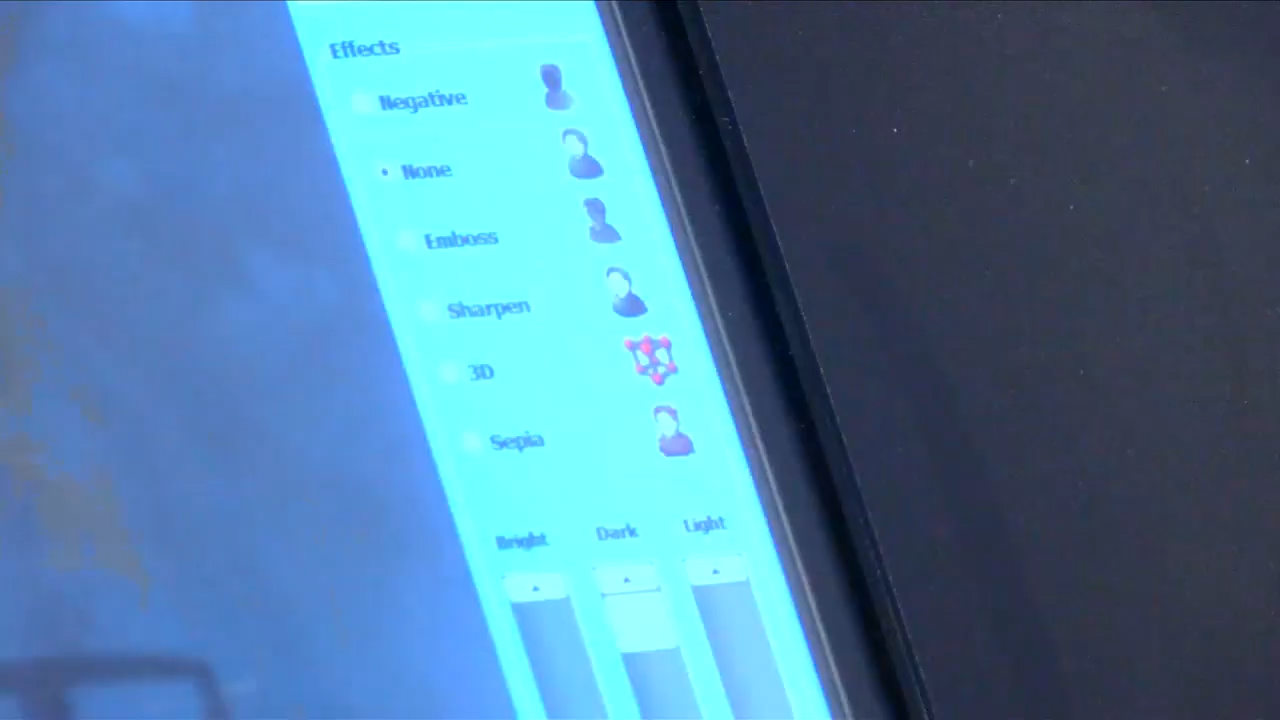 Effects
Negative
None
Emboss
Sharpen
3D
Sepia
Bright Dark Light